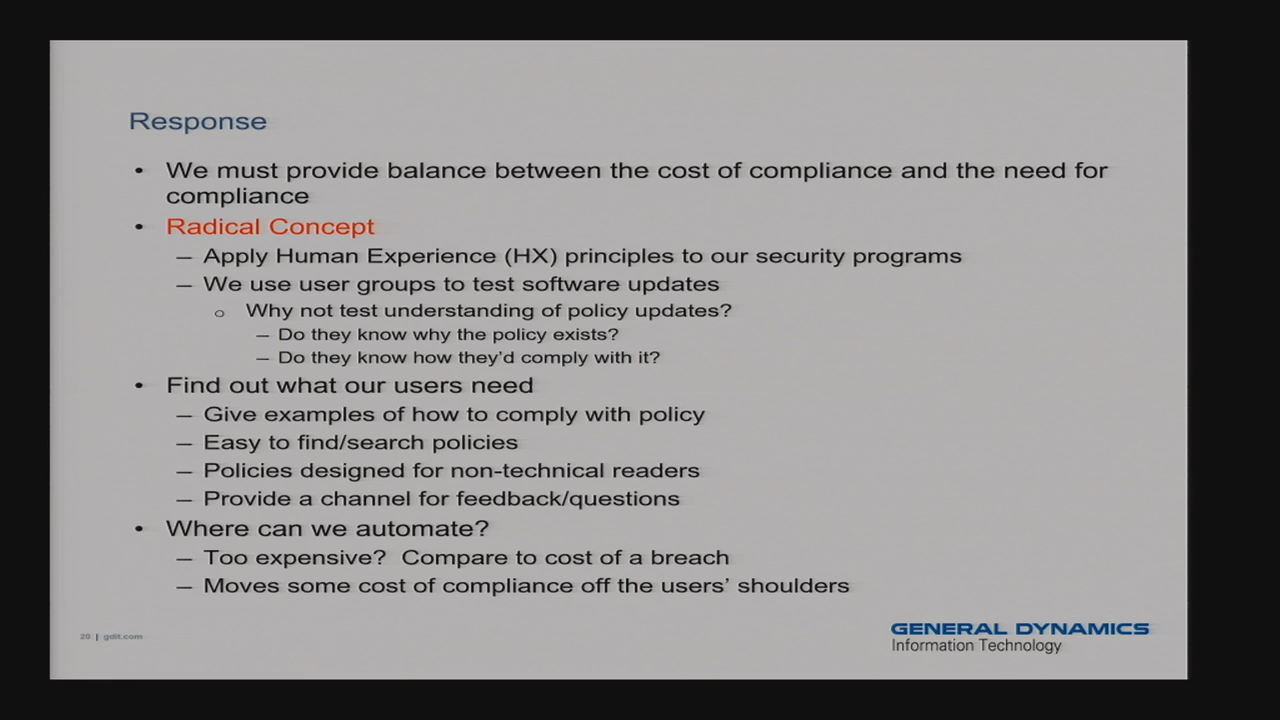 Response
• We must provide balance between the cost of compliance and the need for
compliance
• Radical Concept
– Apply Human Experience (HX) principles to our security programs
– We use user groups to test software updates
o Why not test understanding of policy updates?
– Do they know why the policy exists?
– Do they know how they’d comply with it?
• Find out what our users need
– Give examples of how to comply with policy
– Easy to find/search policies
– Policies designed for non-technical readers
– Provide a channel for feedback/questions
• Where can we automate?
– Too expensive?  Compare to cost of a breach
– Moves some cost of compliance off the users’ shoulders
20 | gdit.com
GENERAL DYNAMICS
Information Technology